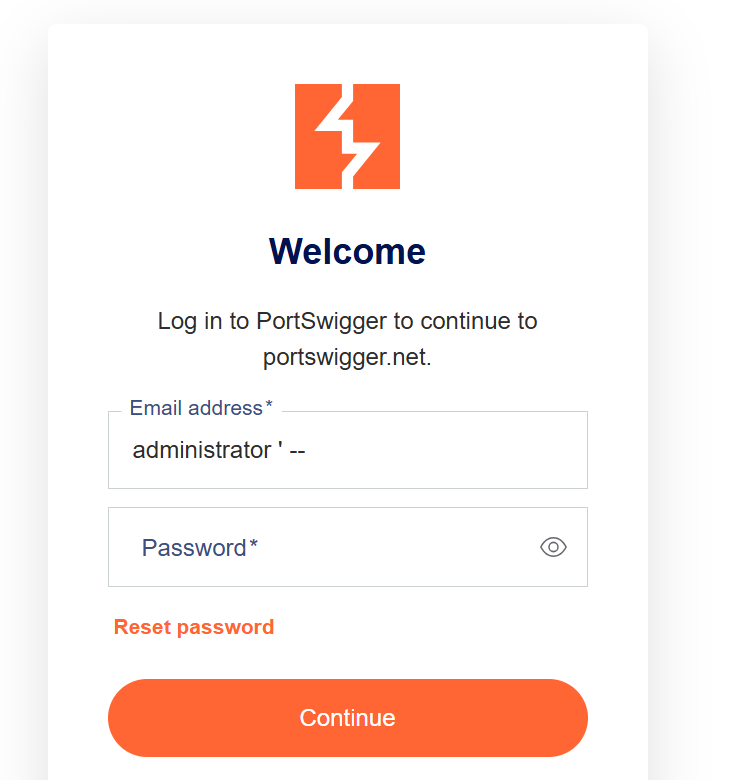 Welcome
Log in to PortSwigger to continue to
portswigger.net.
Email address*
administrator ' --
Password*
Reset password
Continue